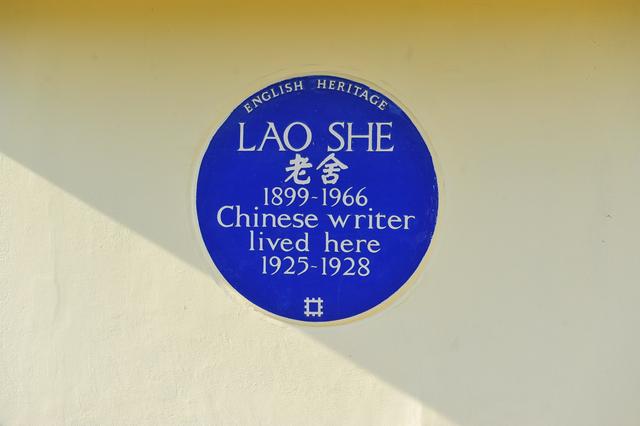 ENGLISH HERITAGE
LAO SHE
老舍
1899-1966
Chinese writer
lived here
1925-1928